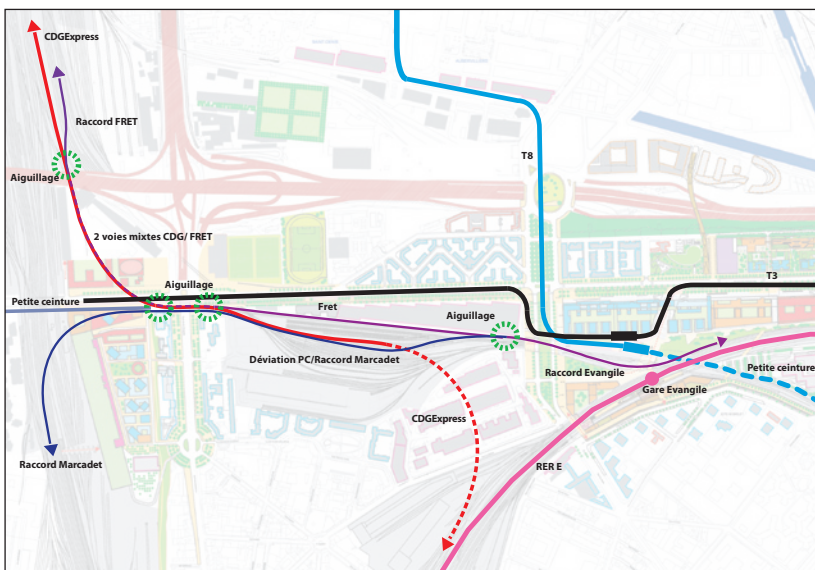 CDGExpress
Raccord FRET
T8
Aiguillage
2 voies mixtes CDG/ FRET
Aiguillage
T3
Petite ceinture
Fret
Aiguillage
Déviation PC/Raccord Marcadet
Raccord Evangile
Petite ceinture
Gare Evangile
CDGExpress
Raccord Marcadet
RER E